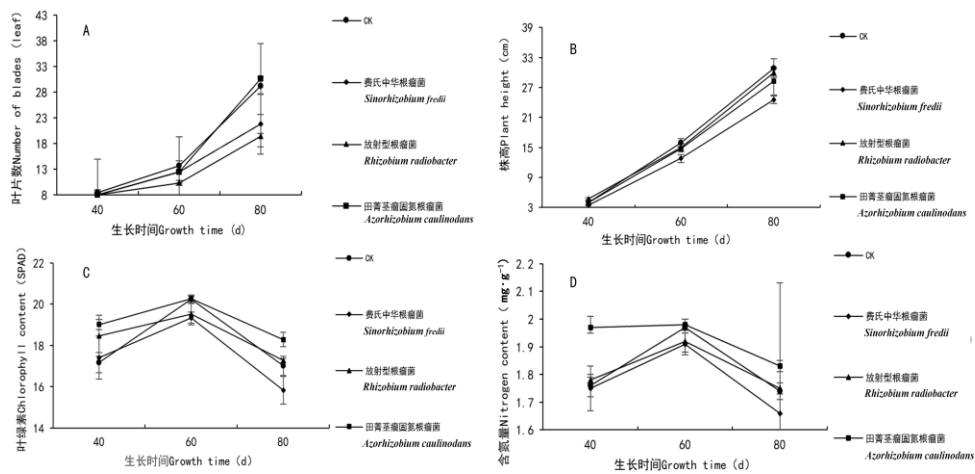 A
叶片数Number of blades (leaf)
43
38
33
28
23
18
13
8
40
60
80
生长时间Growth time (d)
CK
费氏中华根瘤菌
Sinorhizobium fredii
放射型根瘤菌
Rhizobium radiobacter
田菁茎瘤固氮根瘤菌
Azorhizobium caulinodans
B
株高Plant height (cm)
39
33
27
21
15
9
3
40
60
80
生长时间Growth time (d)
CK
费氏中华根瘤菌
Sinorhizobium fredii
放射型根瘤菌
Rhizobium radiobacter
田菁茎瘤固氮根瘤菌
Azorhizobium caulinodans
C
叶绿素Chlorophyll content (SPAD)
22
20
18
16
14
40
60
80
生长时间Growth time (d)
CK
费氏中华根瘤菌
Sinorhizobium fredii
放射型根瘤菌
Rhizobium radiobacter
田菁茎瘤固氮根瘤菌
Azorhizobium caulinodans
D
含氮量Nitrogen content ( mg·g⁻¹)
2.2
2.1
2
1.9
1.8
1.7
1.6
40
60
80
生长时间Growth time (d)
CK
费氏中华根瘤菌
Sinorhizobium fredii
放射型根瘤菌
Rhizobium radiobacter
田菁茎瘤固氮根瘤菌
Azorhizobium caulinodans